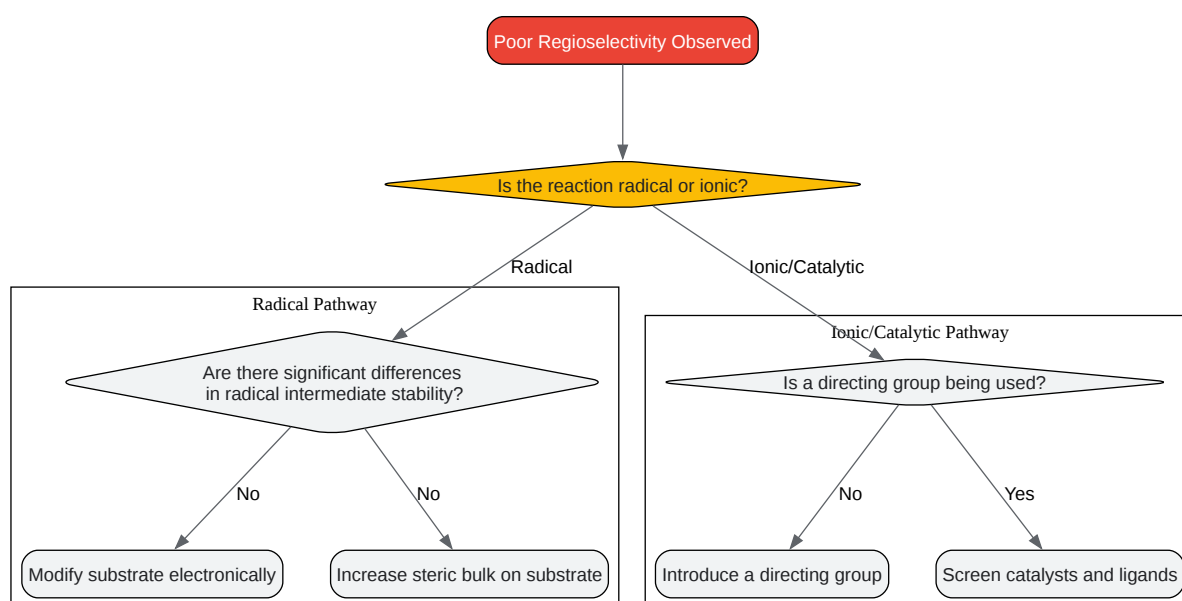 Poor Regioselectivity Observed
Is the reaction radical or ionic?
Radical
Ionic/Catalytic
Radical Pathway
Ionic/Catalytic Pathway
Are there significant differences
in radical intermediate stability?
Is a directing group being used?
No
No
No
Yes
Modify substrate electronically
Increase steric bulk on substrate
Introduce a directing group
Screen catalysts and ligands